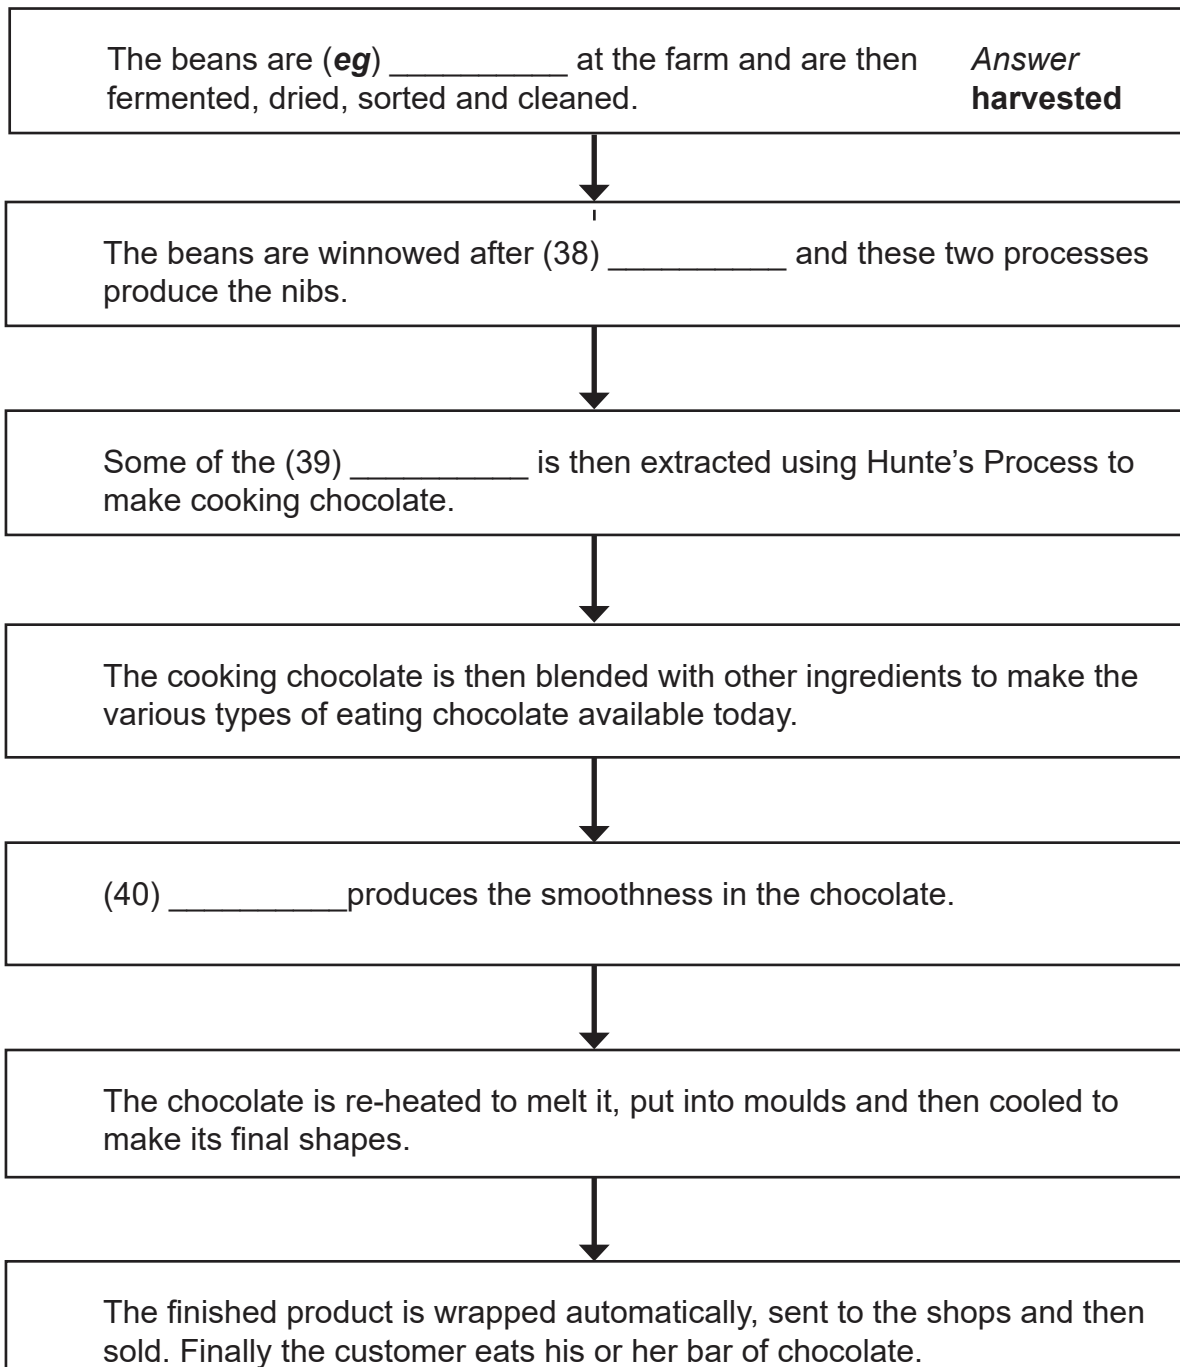 The beans are (eg) __________ at the farm and are then Answer
fermented, dried, sorted and cleaned. harvested
The beans are winnowed after (38) __________ and these two processes
produce the nibs.
Some of the (39) __________ is then extracted using Hunte’s Process to
make cooking chocolate.
The cooking chocolate is then blended with other ingredients to make the
various types of eating chocolate available today.
(40) __________produces the smoothness in the chocolate.
The chocolate is re-heated to melt it, put into moulds and then cooled to
make its final shapes.
The finished product is wrapped automatically, sent to the shops and then
sold. Finally the customer eats his or her bar of chocolate.